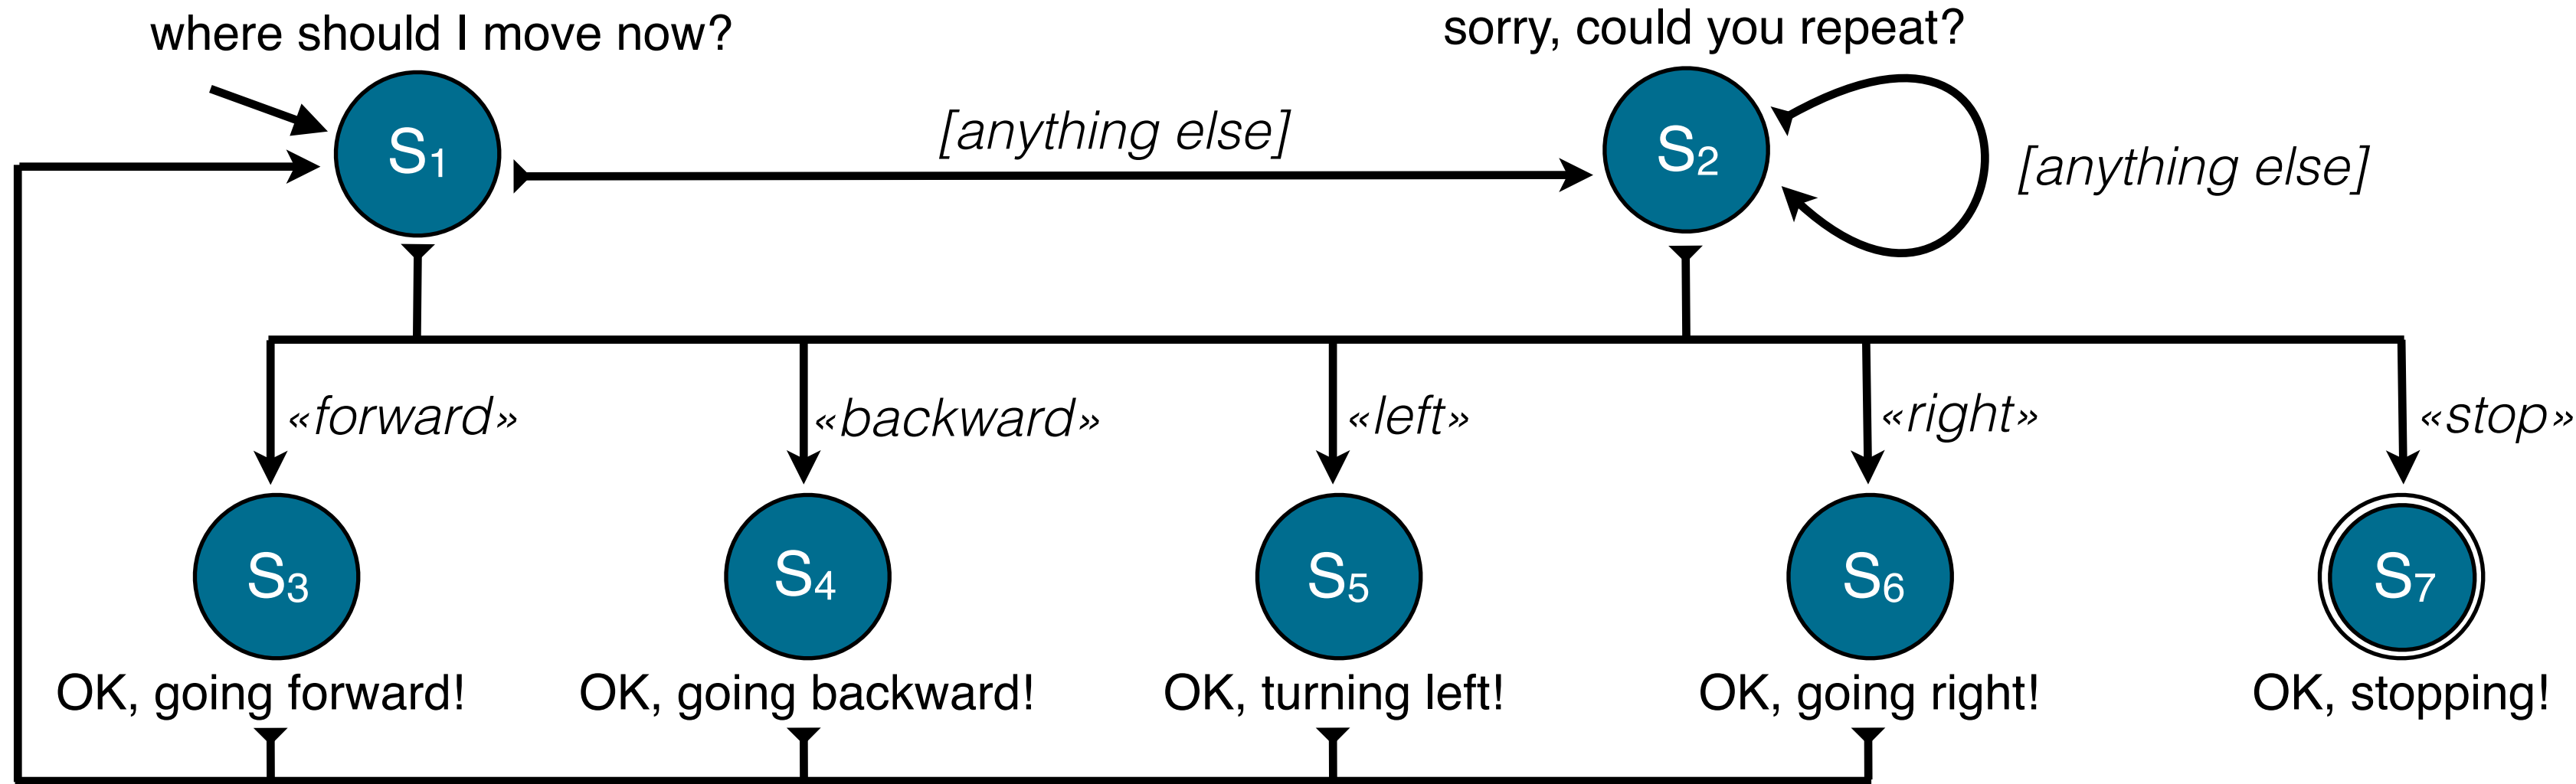 where should I move now?
sorry, could you repeat?
S₁
[anything else]
S₂
[anything else]
«forward»
«backward»
«left»
«right»
«stop»
S₃
S₄
S₅
S₆
S₇
OK, going forward!
OK, going backward!
OK, turning left!
OK, going right!
OK, stopping!